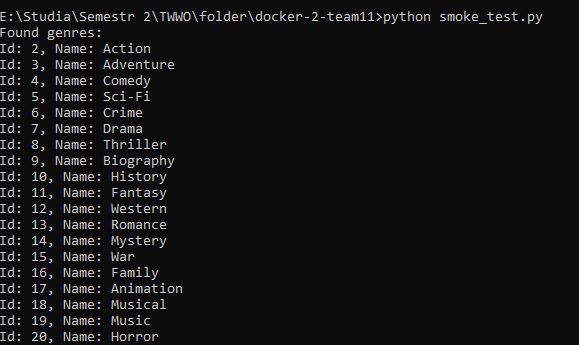 E:\Studia\Semestr 2\TWWO\folder\docker-2-team11>python smoke_test.py
Found genres:
Id: 2, Name: Action
Id: 3, Name: Adventure
Id: 4, Name: Comedy
Id: 5, Name: Sci-Fi
Id: 6, Name: Crime
Id: 7, Name: Drama
Id: 8, Name: Thriller
Id: 9, Name: Biography
Id: 10, Name: History
Id: 11, Name: Fantasy
Id: 12, Name: Western
Id: 13, Name: Romance
Id: 14, Name: Mystery
Id: 15, Name: War
Id: 16, Name: Family
Id: 17, Name: Animation
Id: 18, Name: Musical
Id: 19, Name: Music
Id: 20, Name: Horror